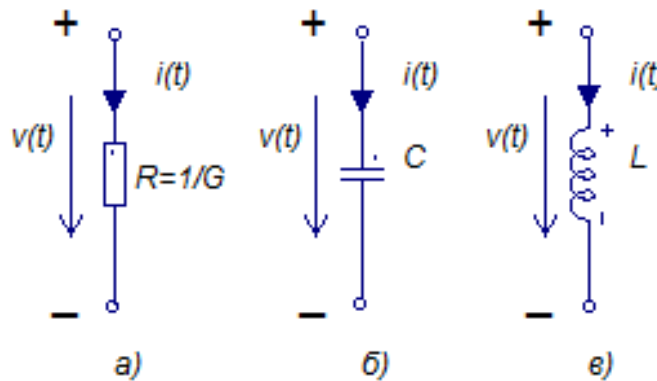 + + +
i(t) i(t) i(t)
v(t) v(t) v(t)
R=1/G C + L
− − −
а) б) в)